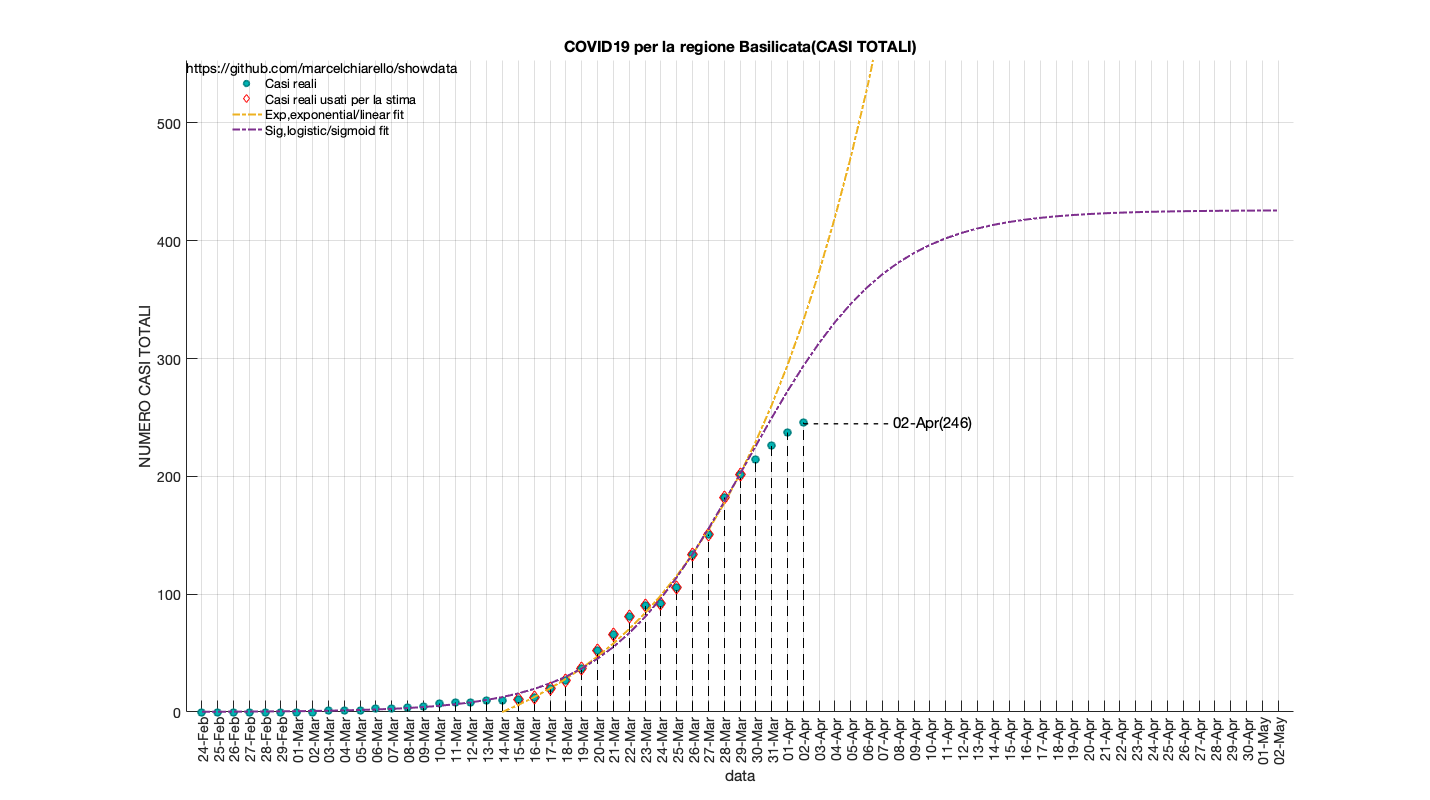 COVID19 per la regione Basilicata(CASI TOTALI)
https://github.com/marcelchiarello/showdata
Casi reali
Casi reali usati per la stima
Exp,exponential/linear fit
Sig,logistic/sigmoid fit
NUMERO CASI TOTALI
500
400
300
200
100
0
02-Apr(246)
24-Feb
25-Feb
26-Feb
27-Feb
28-Feb
29-Feb
01-Mar
02-Mar
03-Mar
04-Mar
05-Mar
06-Mar
07-Mar
08-Mar
09-Mar
10-Mar
11-Mar
12-Mar
13-Mar
14-Mar
15-Mar
16-Mar
17-Mar
18-Mar
19-Mar
20-Mar
21-Mar
22-Mar
23-Mar
24-Mar
25-Mar
26-Mar
27-Mar
28-Mar
29-Mar
30-Mar
31-Mar
01-Apr
02-Apr
03-Apr
04-Apr
05-Apr
06-Apr
07-Apr
08-Apr
09-Apr
10-Apr
11-Apr
12-Apr
13-Apr
14-Apr
15-Apr
16-Apr
17-Apr
18-Apr
19-Apr
20-Apr
21-Apr
22-Apr
23-Apr
24-Apr
25-Apr
26-Apr
27-Apr
28-Apr
29-Apr
30-Apr
01-May
02-May
data